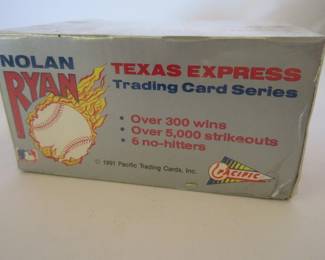 NOLAN
RYAN
TEXAS EXPRESS
Trading Card Series
• Over 300 wins
• Over 5,000 strikeouts
• 6 no-hitters
© 1991 Pacific Trading Cards, Inc.
PACIFIC